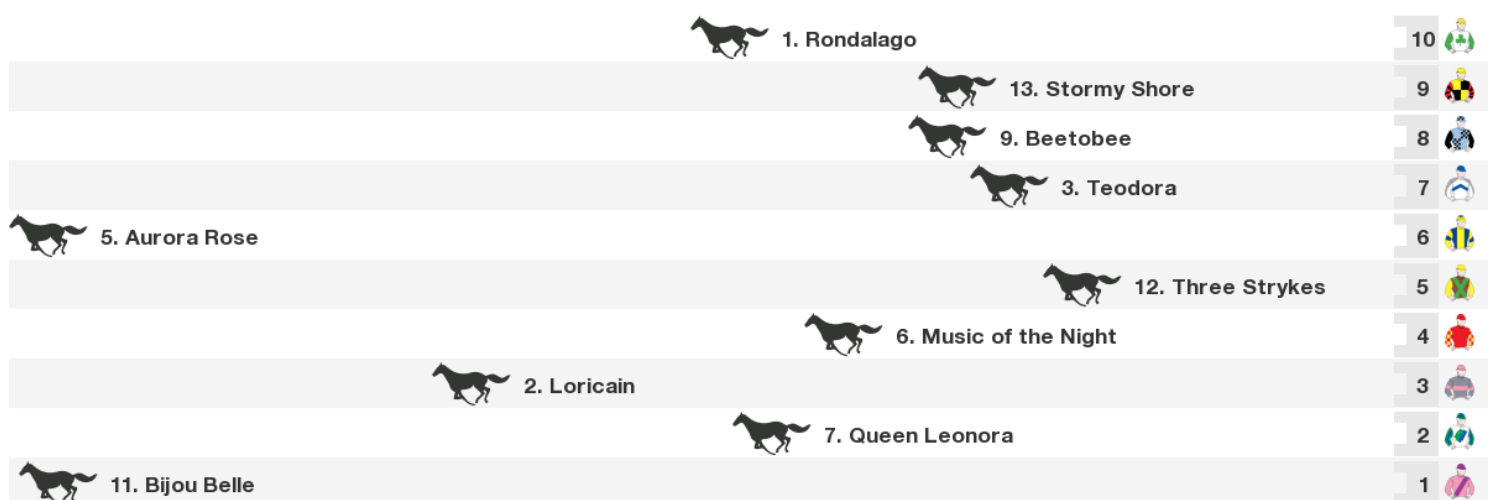 1. Rondalago 10
13. Stormy Shore 9
9. Beetobee 8
3. Teodora 7
5. Aurora Rose 6
12. Three Strykes 5
6. Music of the Night 4
2. Loricain 3
7. Queen Leonora 2
11. Bijou Belle 1